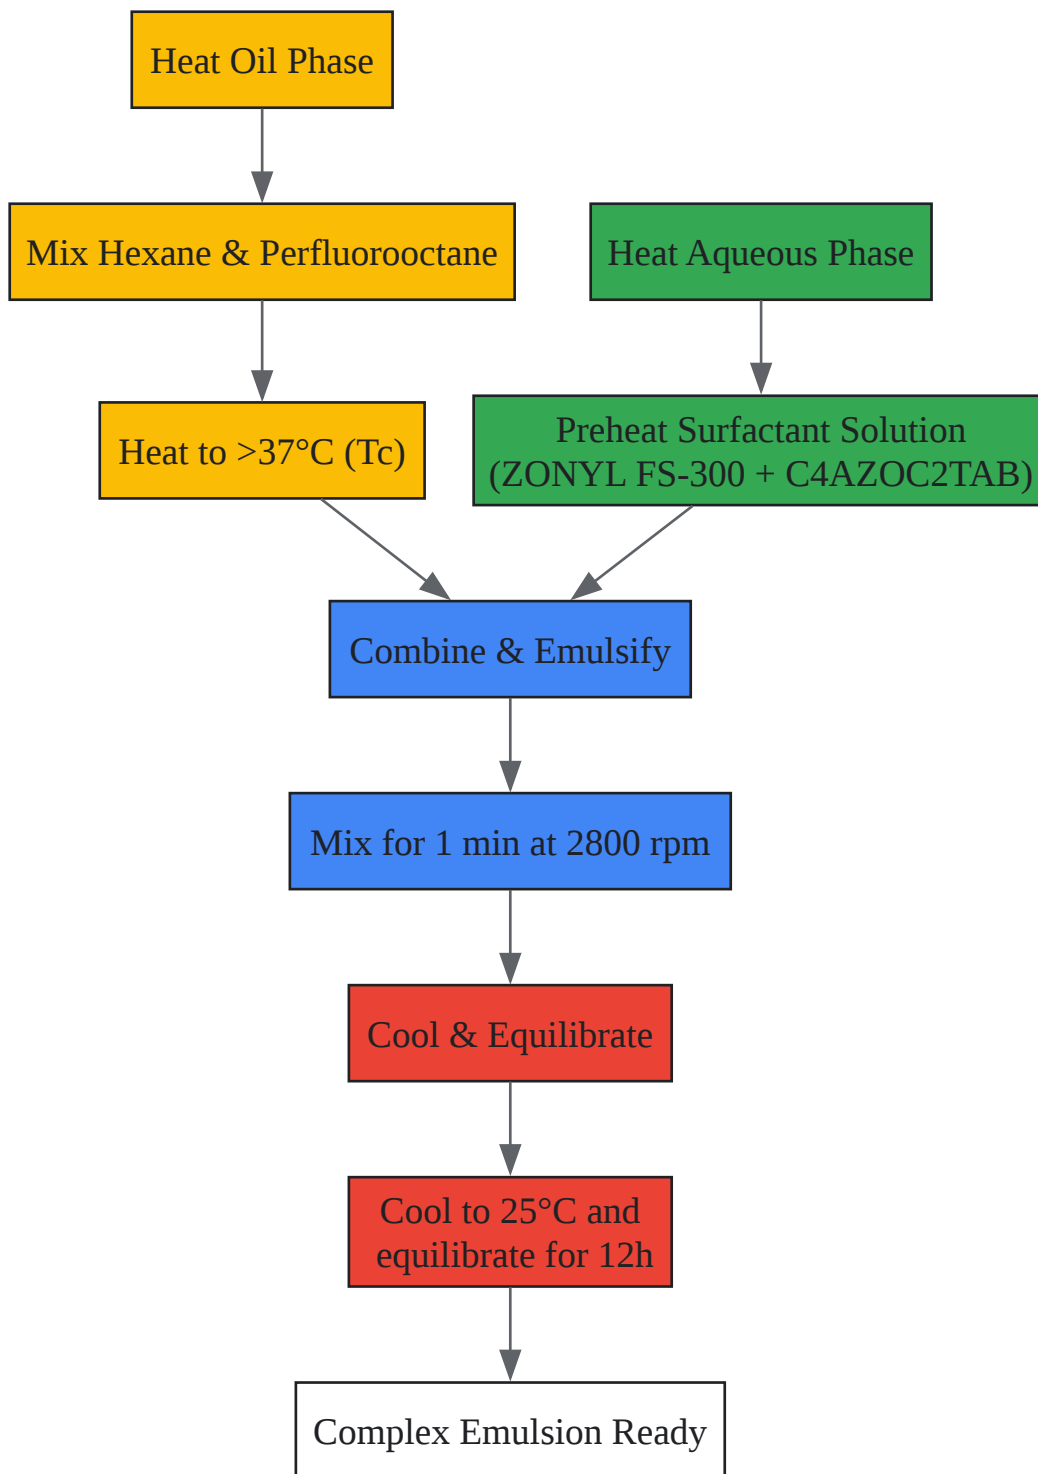 Heat Oil Phase
Mix Hexane & Perfluorooctane
Heat Aqueous Phase
Heat to >37°C (Tc)
Preheat Surfactant Solution
(ZONYL FS-300 + C4AZOC2TAB)
Combine & Emulsify
Mix for 1 min at 2800 rpm
Cool & Equilibrate
Cool to 25°C and
equilibrate for 12h
Complex Emulsion Ready